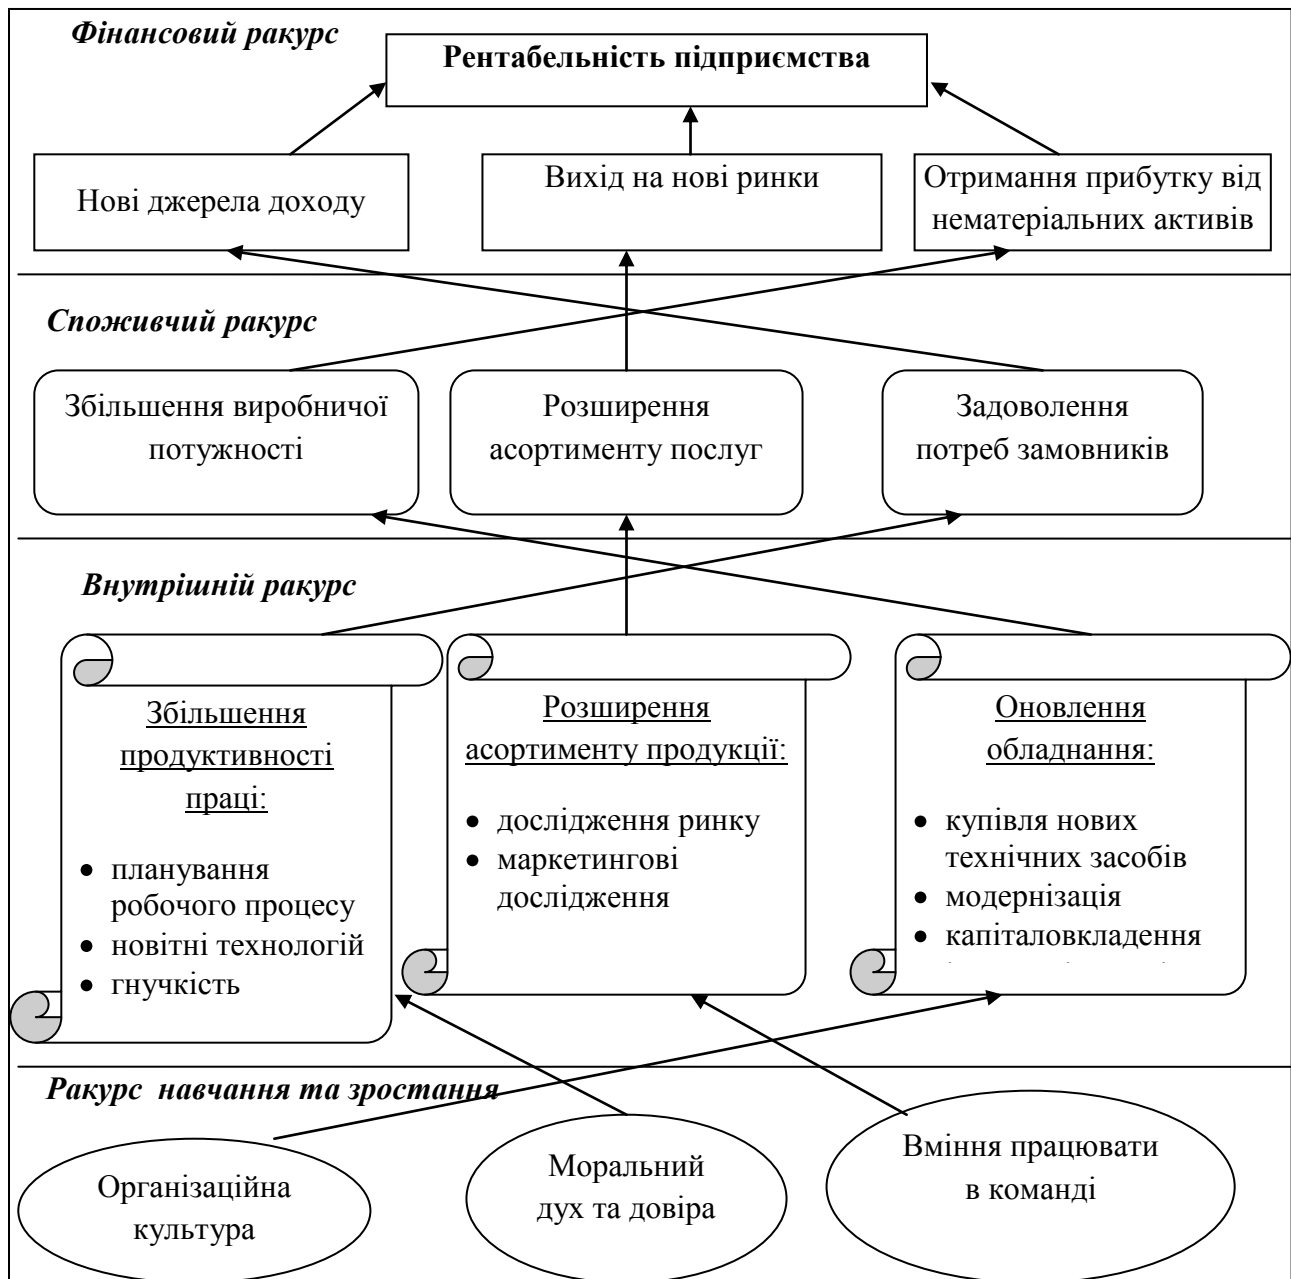 Фінансовий ракурс
Рентабельність підприємства
Нові джерела доходу
Вихід на нові ринки
Отримання прибутку від
нематеріальних активів
Споживчий ракурс
Збільшення виробничої
потужності
Розширення
асортименту послуг
Задоволення
потреб замовників
Внутрішній ракурс
Збільшення
продуктивності
праці:
• планування
робочого процесу
• новітні технологій
• гнучкість
Розширення
асортименту продукції:
• дослідження ринку
• маркетингові
дослідження
Оновлення
обладнання:
• купівля нових
технічних засобів
• модернізація
• капіталовкладення
Ракурс навчання та зростання
Організаційна
культура
Моральний
дух та довіра
Вміння працювати
в команді